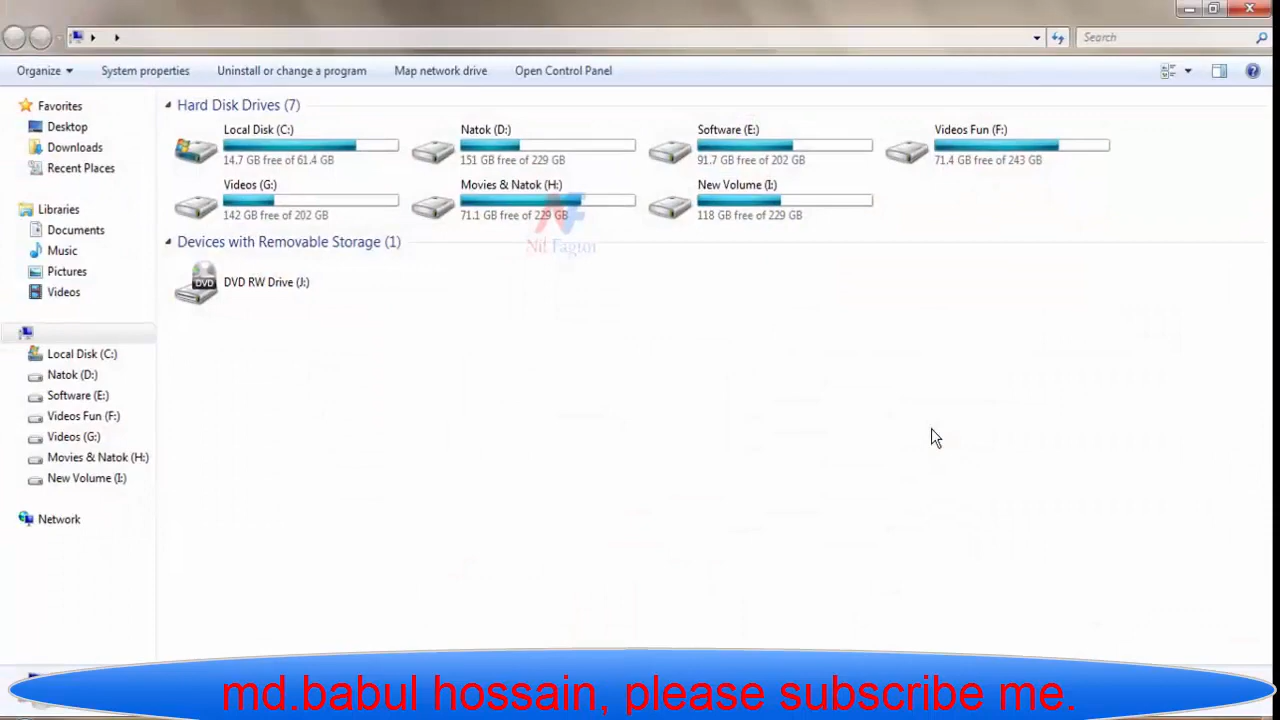 Search
Organize
System properties
Uninstall or change a program
Map network drive
Open Control Panel
Favorites
Desktop
Downloads
Recent Places
Libraries
Documents
Music
Pictures
Videos
Local Disk (C:)
Natok (D:)
Software (E:)
Videos Fun (F:)
Videos (G:)
Movies & Natok (H:)
New Volume (I:)
Network
Hard Disk Drives (7)
Local Disk (C:)
14.7 GB free of 61.4 GB
Natok (D:)
151 GB free of 229 GB
Software (E:)
91.7 GB free of 202 GB
Videos Fun (F:)
71.4 GB free of 243 GB
Videos (G:)
142 GB free of 202 GB
Movies & Natok (H:)
71.1 GB free of 229 GB
New Volume (I:)
118 GB free of 229 GB
Devices with Removable Storage (1)
DVD RW Drive (J:)
DVD
md.babul hossain, please subscribe me.